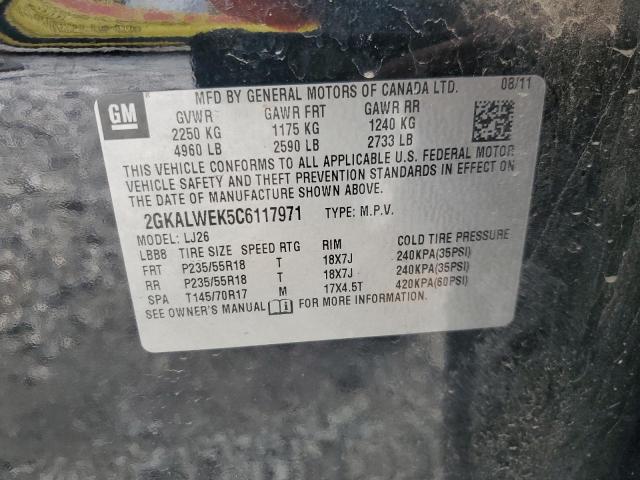 GM
MFD BY GENERAL MOTORS OF CANADA LTD. 08/11
GVWR GAWR FRT GAWR RR
2250 KG 1175 KG 1240 KG
4960 LB 2590 LB 2733 LB
THIS VEHICLE CONFORMS TO ALL APPLICABLE U.S. FEDERAL MOTOR
VEHICLE SAFETY AND THEFT PREVENTION STANDARDS IN EFFECT ON
THE DATE OF MANUFACTURE SHOWN ABOVE.
2GKALWEK5C6117971 TYPE: M.P.V.
MODEL: LJ26
LBB8 TIRE SIZE SPEED RTG RIM COLD TIRE PRESSURE
FRT P235/55R18 T 18X7J 240KPA(35PSI)
RR P235/55R18 T 18X7J 240KPA(35PSI)
SPA T145/70R17 M 17X4.5T 420KPA(60PSI)
SEE OWNER'S MANUAL FOR MORE INFORMATION.